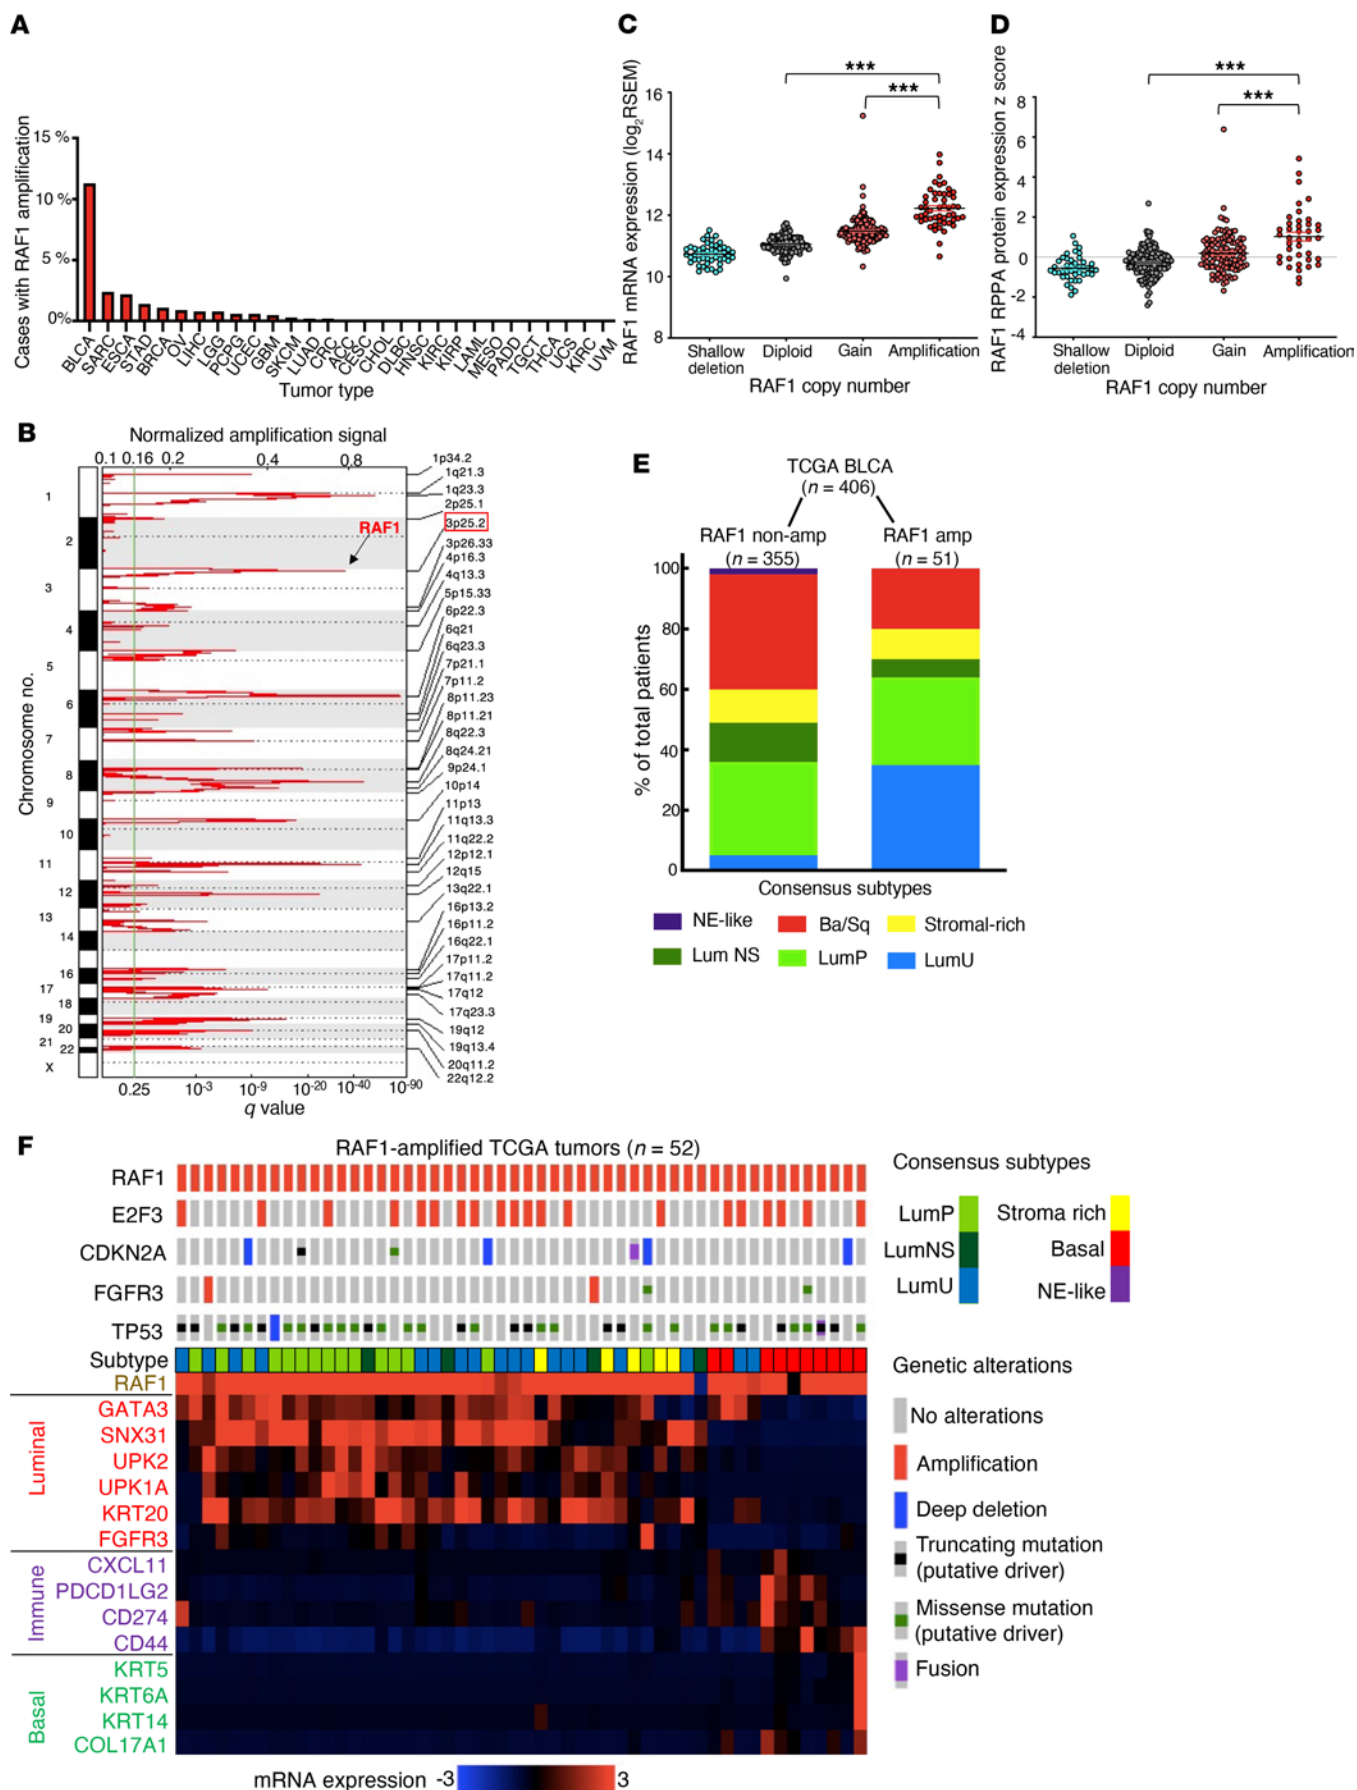 A
Cases with RAF1 amplification
15 %
10 %
5 %
0%
BLCA
SARC
ESCA
STAD
BRCA
OV
LIHC
LGG
PCPG
UCEC
GBM
SKCM
LUAD
CRC
ACC
CESC
CHOL
DLBC
HNSC
KIRC
KIRP
LAML
MESO
PADD
TGCT
THCA
UCS
KIRC
UVM
Tumor type
B
Normalized amplification signal
0.1 0.16 0.2 0.4 0.8
Chromosome no.
1
2
3
4
5
6
7
8
9
10
11
12
13
14
16
17
18
19
20
21
22
X
RAF1
1p34.2
1q21.3
1q23.3
2p25.1
3p25.2
3p26.33
4p16.3
4q13.3
5p15.33
6p22.3
6q21
6q23.3
7p21.1
7p11.2
8p11.23
8p11.21
8q22.3
8q24.21
9p24.1
10p14
11p13
11q13.3
11q22.2
12p12.1
12q15
13q22.1
16p13.2
16p11.2
16q22.1
17p11.2
17q11.2
17q12
17q23.3
19q12
19q13.4
20q11.2
22q12.2
0.25 10-3 10-9 10-20 10-40 10-90
q value
C
RAF1 mRNA expression (log2RSEM)
16
14
12
10
8
***
***
Shallow deletion
Diploid
Gain
Amplification
RAF1 copy number
D
RAF1 RPPA protein expression z score
8
6
4
2
0
-2
-4
***
***
Shallow deletion
Diploid
Gain
Amplification
RAF1 copy number
E
TCGA BLCA
(n = 406)
RAF1 non-amp
(n = 355)
RAF1 amp
(n = 51)
% of total patients
100
80
60
40
20
0
Consensus subtypes
NE-like
Ba/Sq
Stromal-rich
Lum NS
LumP
LumU
F
RAF1-amplified TCGA tumors (n = 52)
RAF1
E2F3
CDKN2A
FGFR3
TP53
Subtype
RAF1
Luminal
GATA3
SNX31
UPK2
UPK1A
KRT20
FGFR3
Immune
CXCL11
PDCD1LG2
CD274
CD44
Basal
KRT5
KRT6A
KRT14
COL17A1
mRNA expression -3 3
Consensus subtypes
LumP
LumNS
LumU
Stroma rich
Basal
NE-like
Genetic alterations
No alterations
Amplification
Deep deletion
Truncating mutation
(putative driver)
Missense mutation
(putative driver)
Fusion